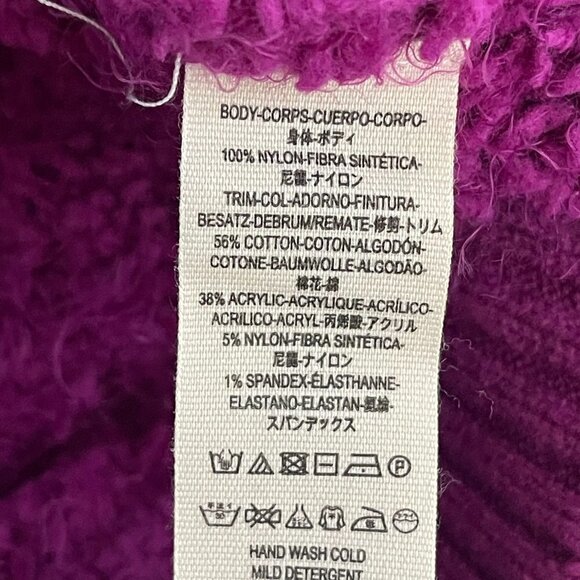 BODY-CORPS-CUERPO-CORPO-
身体-ボディ
100% NYLON-FIBRA SINTÉTICA-
尼龍-ナイロン
TRIM-COL-ADORNO-FINITURA-
BESATZ-DEBRUM/REMATE-修剪-トリム
56% COTTON-COTON-ALGODÓN-
COTONE-BAUMWOLLE-ALGODÃO-
棉花-綿
38% ACRYLIC-ACRYLIQUE-ACRÍLICO-
ACRILICO-ACRYL-丙烯酸-アクリル
5% NYLON-FIBRA SINTÉTICA-
尼龍-ナイロン
1% SPANDEX-ÉLASTHANNE-
ELASTANO-ELASTAN-氨綸-
スパンデックス
P
HAND WASH COLD
MILD DETERGENT